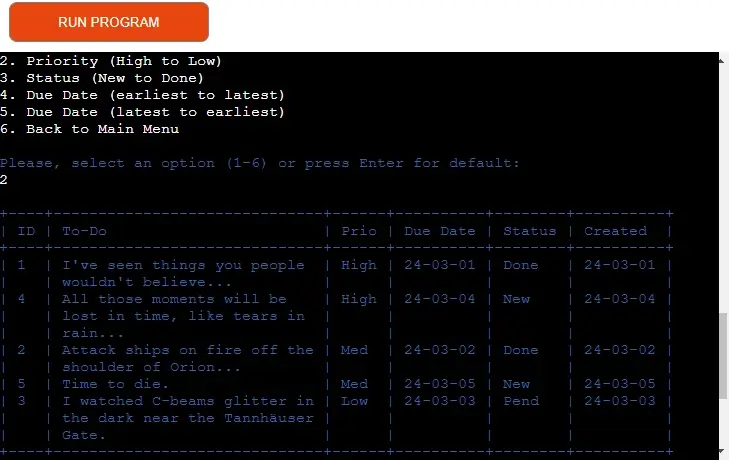 RUN PROGRAM
2. Priority (High to Low)
3. Status (New to Done)
4. Due Date (earliest to latest)
5. Due Date (latest to earliest)
6. Back to Main Menu
Please, select an option (1-6) or press Enter for default:
2
+----+------------------------------+------+----------+--------+----------+
| ID | To-Do                        | Prio | Due Date | Status | Created  |
+----+------------------------------+------+----------+--------+----------+
| 1  | I've seen things you people  | High | 24-03-01 | Done   | 24-03-01 |
|    | wouldn't believe...          |      |          |        |          |
| 4  | All those moments will be    | High | 24-03-04 | New    | 24-03-04 |
|    | lost in time, like tears in  |      |          |        |          |
|    | rain...                      |      |          |        |          |
| 2  | Attack ships on fire off the | Med  | 24-03-02 | Done   | 24-03-02 |
|    | shoulder of Orion...         |      |          |        |          |
| 5  | Time to die.                 | Med  | 24-03-05 | New    | 24-03-05 |
| 3  | I watched C-beams glitter in | Low  | 24-03-03 | Pend   | 24-03-03 |
|    | the dark near the Tannhäuser |      |          |        |          |
|    | Gate.                        |      |          |        |          |
+----+------------------------------+------+----------+--------+----------+